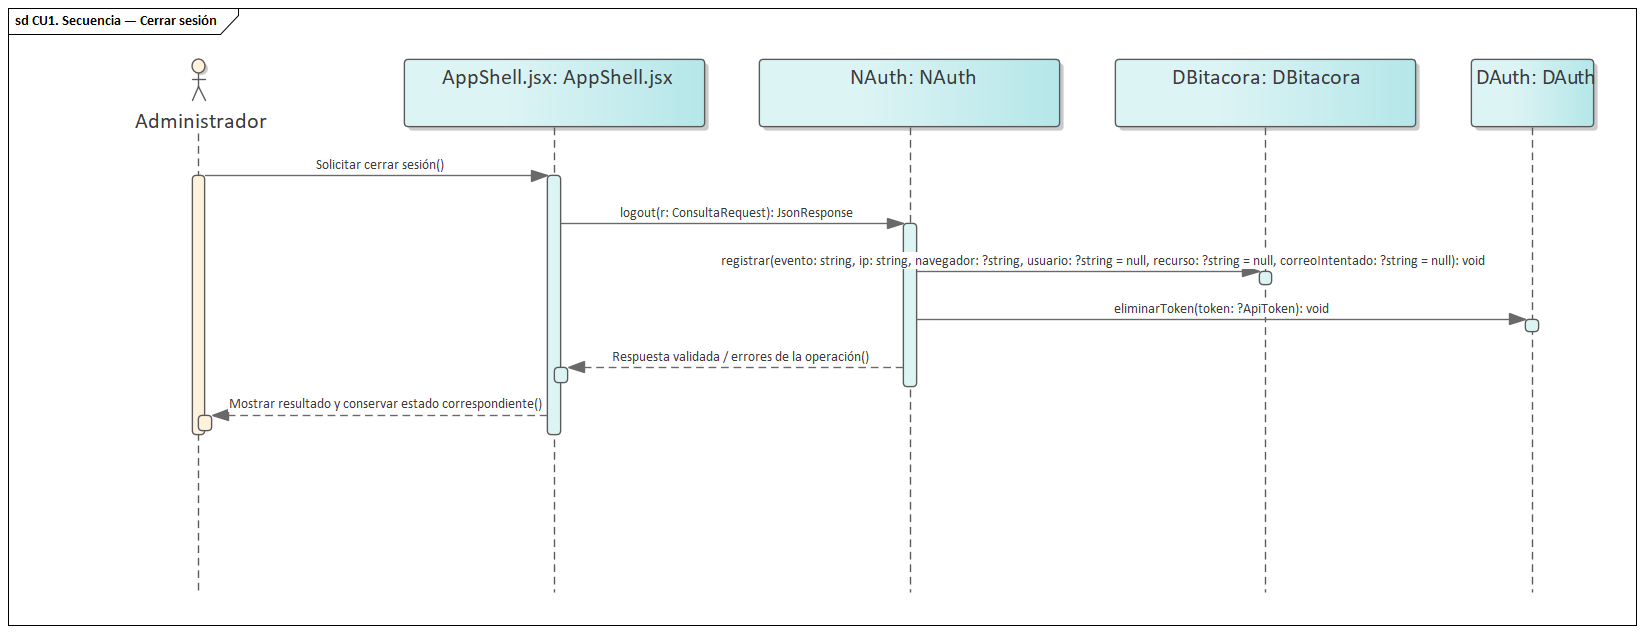 sd CU1. Secuencia — Cerrar sesión
Administrador
AppShell.jsx: AppShell.jsx
NAuth: NAuth
DBitacora: DBitacora
DAuth: DAuth
Solicitar cerrar sesión()
logout(r: ConsultaRequest): JsonResponse
registrar(evento: string, ip: string, navegador: ?string, usuario: ?string = null, recurso: ?string = null, correoIntentado: ?string = null): void
eliminarToken(token: ?ApiToken): void
Respuesta validada / errores de la operación()
Mostrar resultado y conservar estado correspondiente()